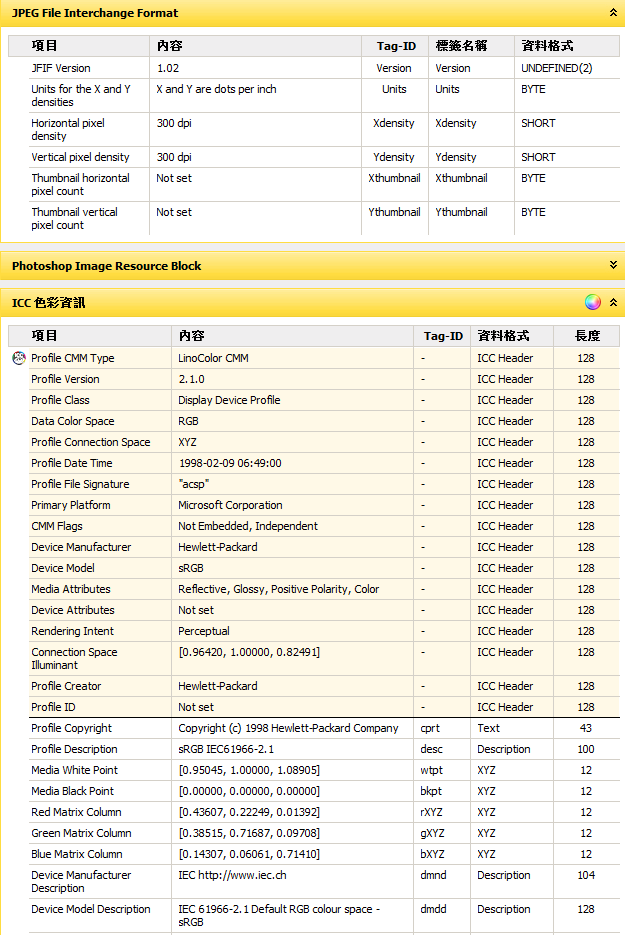 JPEG File Interchange Format
項目 內容 Tag-ID 標籤名稱 資料格式
JFIF Version 1.02 Version Version UNDEFINED(2)
Units for the X and Y X and Y are dots per inch Units Units BYTE
densities
Horizontal pixel 300 dpi Xdensity Xdensity SHORT
density
Vertical pixel density 300 dpi Ydensity Ydensity SHORT
Thumbnail horizontal Not set Xthumbnail Xthumbnail BYTE
pixel count
Thumbnail vertical Not set Ythumbnail Ythumbnail BYTE
pixel count
Photoshop Image Resource Block
ICC 色彩資訊
項目 內容 Tag-ID 資料格式 長度
Profile CMM Type LinoColor CMM - ICC Header 128
Profile Version 2.1.0 - ICC Header 128
Profile Class Display Device Profile - ICC Header 128
Data Color Space RGB - ICC Header 128
Profile Connection Space XYZ - ICC Header 128
Profile Date Time 1998-02-09 06:49:00 - ICC Header 128
Profile File Signature "acsp" - ICC Header 128
Primary Platform Microsoft Corporation - ICC Header 128
CMM Flags Not Embedded, Independent - ICC Header 128
Device Manufacturer Hewlett-Packard - ICC Header 128
Device Model sRGB - ICC Header 128
Media Attributes Reflective, Glossy, Positive Polarity, Color - ICC Header 128
Device Attributes Not set - ICC Header 128
Rendering Intent Perceptual - ICC Header 128
Connection Space [0.96420, 1.00000, 0.82491] - ICC Header 128
Illuminant
Profile Creator Hewlett-Packard - ICC Header 128
Profile ID Not set - ICC Header 128
Profile Copyright Copyright (c) 1998 Hewlett-Packard Company cprt Text 43
Profile Description sRGB IEC61966-2.1 desc Description 100
Media White Point [0.95045, 1.00000, 1.08905] wtpt XYZ 12
Media Black Point [0.00000, 0.00000, 0.00000] bkpt XYZ 12
Red Matrix Column [0.43607, 0.22249, 0.01392] rXYZ XYZ 12
Green Matrix Column [0.38515, 0.71687, 0.09708] gXYZ XYZ 12
Blue Matrix Column [0.14307, 0.06061, 0.71410] bXYZ XYZ 12
Device Manufacturer IEC http://www.iec.ch dmnd Description 104
Description
Device Model Description IEC 61966-2.1 Default RGB colour space - dmdd Description 128
sRGB